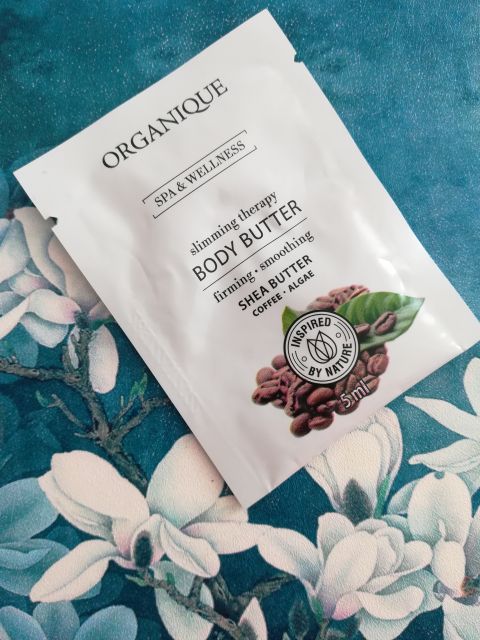 ORGANIQUE
SPA & WELLNESS
slimming therapy
BODY BUTTER
firming • smoothing
SHEA BUTTER
COFFEE • ALGAE
INSPIRED
BY NATURE
5 ml